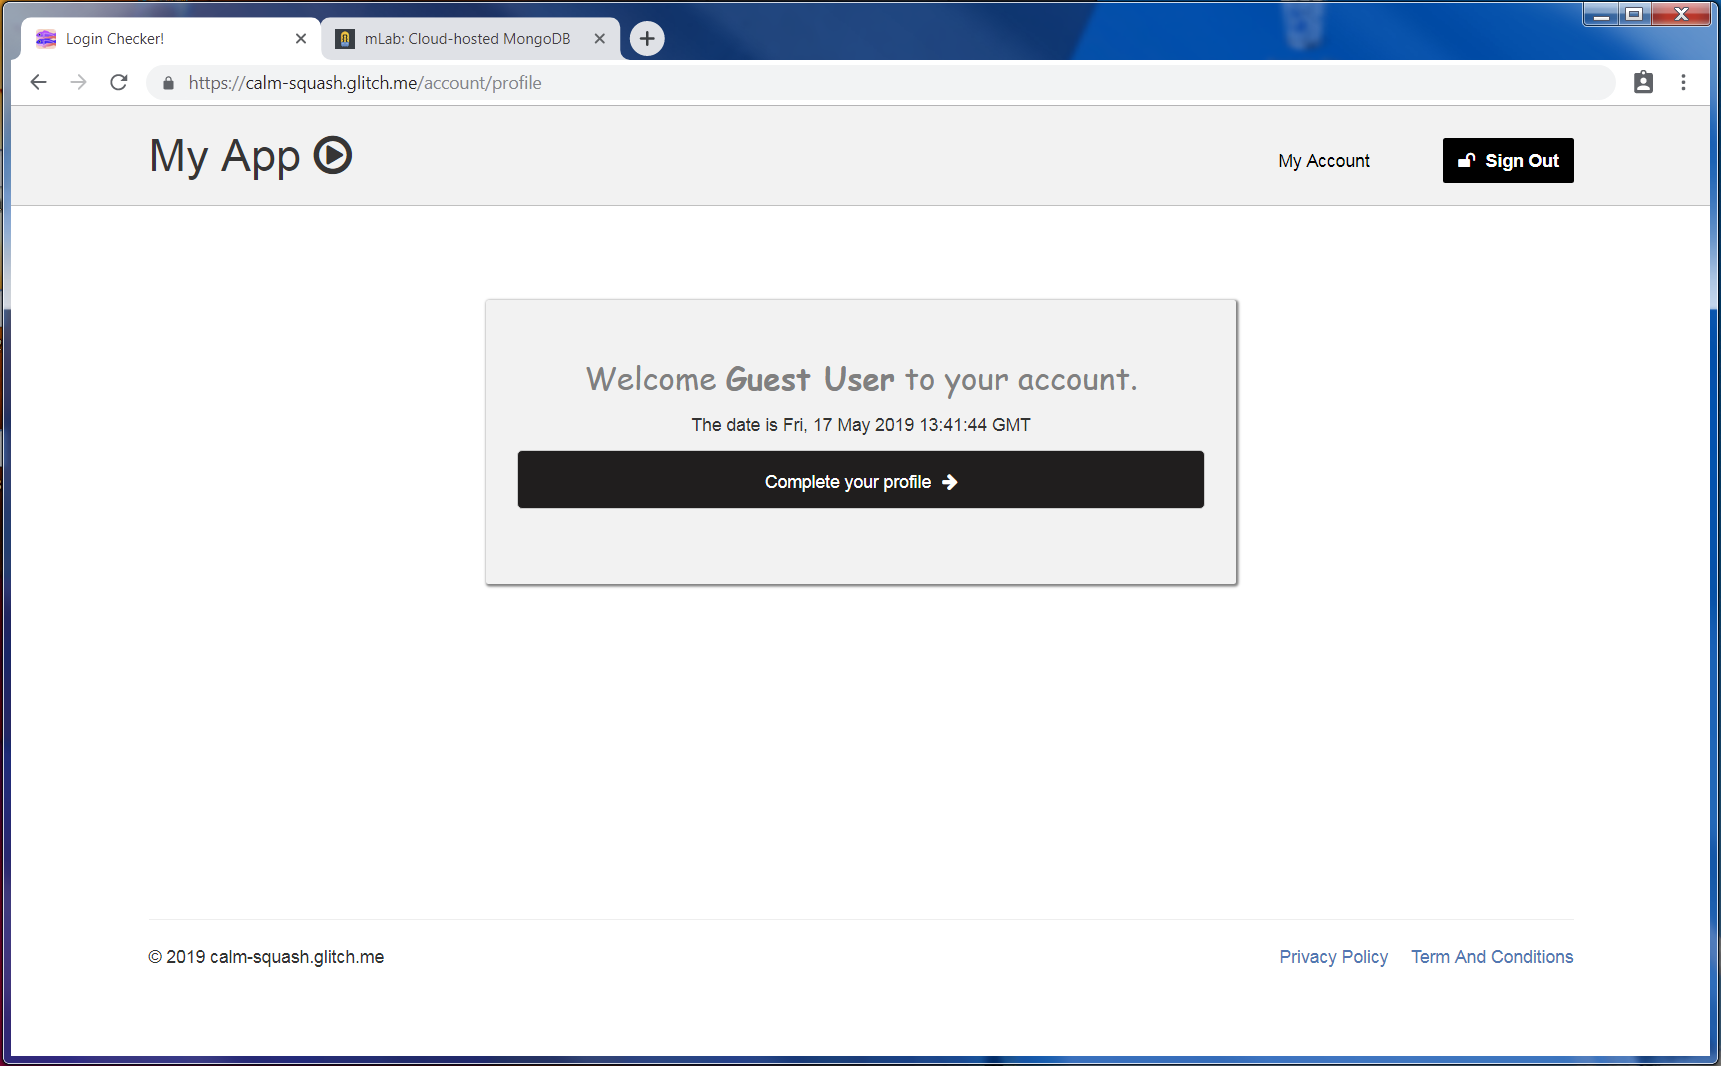 Login Checker!
mLab: Cloud-hosted MongoDB
https://calm-squash.glitch.me/account/profile
My App
My Account
Sign Out
Welcome Guest User to your account.
The date is Fri, 17 May 2019 13:41:44 GMT
Complete your profile
© 2019 calm-squash.glitch.me
Privacy Policy
Term And Conditions